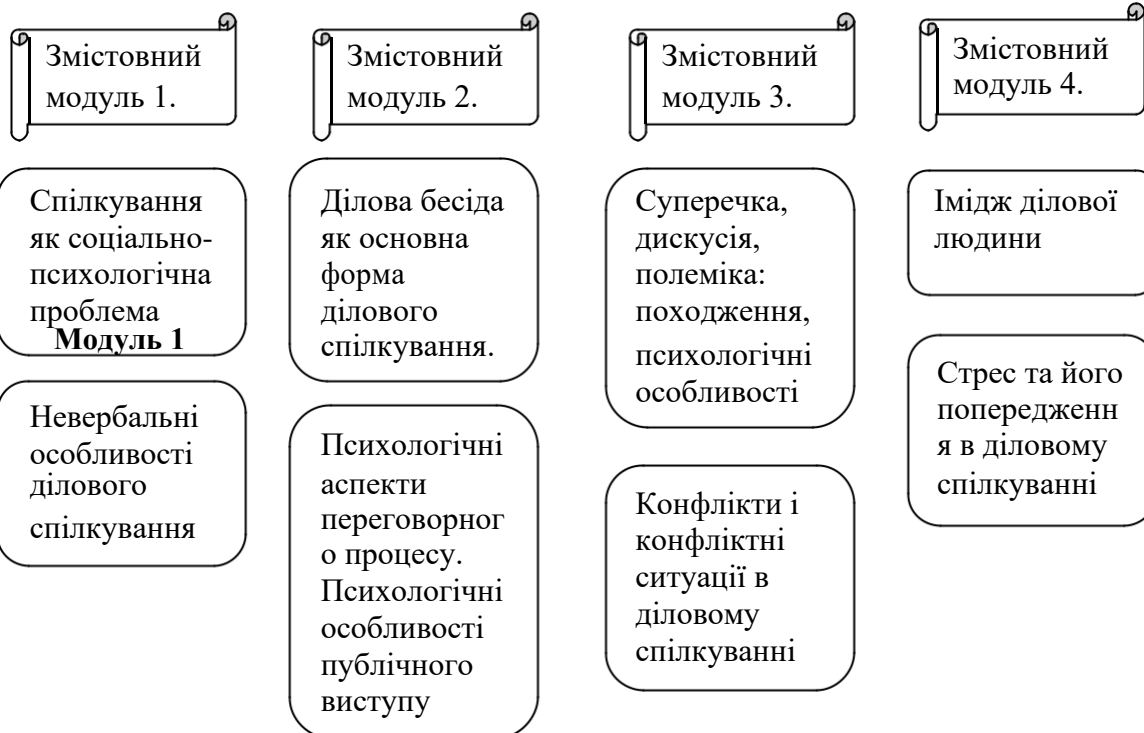 Змістовний
модуль 1.
Спілкування
як соціально-
психологічна
проблема
Модуль 1
Невербальні
особливості
ділового
спілкування
Змістовний
модуль 2.
Ділова бесіда
як основна
форма
ділового
спілкування.
Психологічні
аспекти
переговорног
о процесу.
Психологічні
особливості
публічного
виступу
Змістовний
модуль 3.
Суперечка,
дискусія,
полеміка:
походження,
психологічні
особливості
Конфлікти і
конфліктні
ситуації в
діловому
спілкуванні
Змістовний
модуль 4.
Імідж ділової
людини
Стрес та його
попередженн
я в діловому
спілкуванні